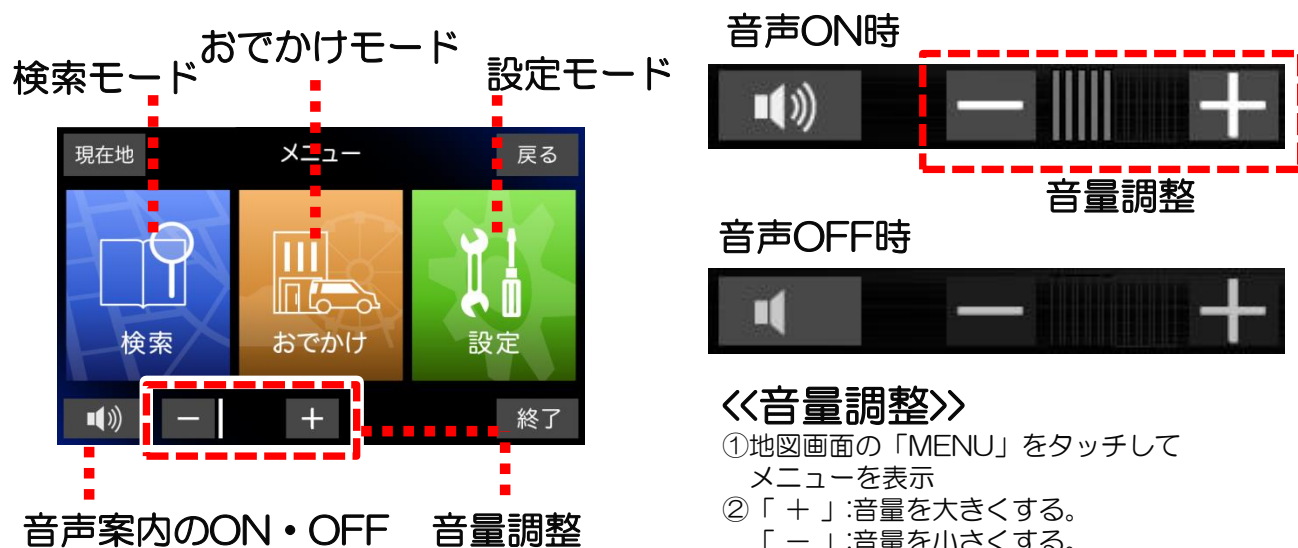 おでかけモード
検索モード
設定モード
現在地
メニュー
戻る
検索
おでかけ
設定
－
＋
終了
音声案内のON・OFF
音量調整
音声ON時
－
＋
音量調整
音声OFF時
－
＋
≪音量調整≫
①地図画面の「MENU」をタッチして
メニューを表示
②「 ＋ 」:音量を大きくする。
「 － 」:音量を小さくする。